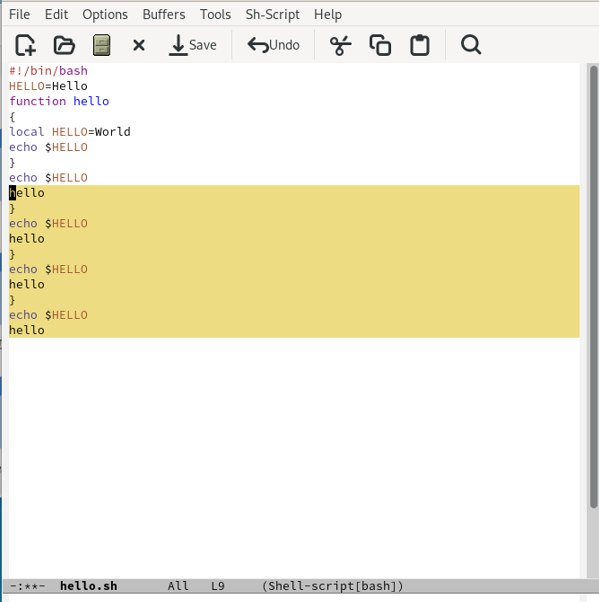 File Edit Options Buffers Tools Sh-Script Help
Save Undo
#!/bin/bash
HELLO=Hello
function hello
{
local HELLO=World
echo $HELLO
}
echo $HELLO
hello
}
echo $HELLO
hello
}
echo $HELLO
hello
}
echo $HELLO
hello
-:**- hello.sh All L9 (Shell-script[bash])